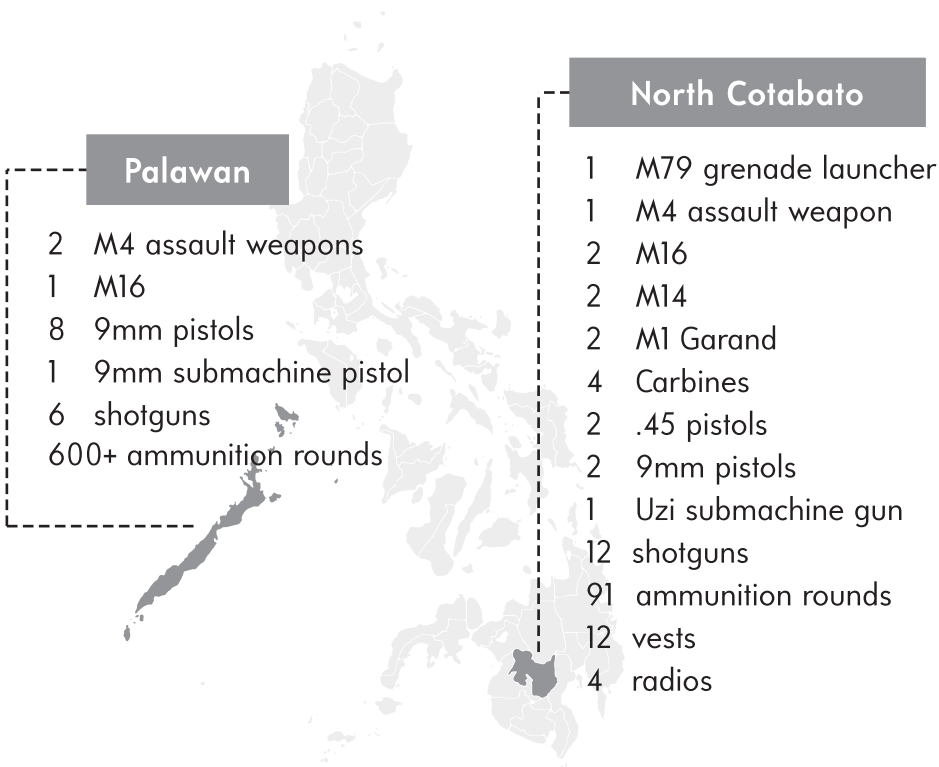 Palawan
2 M4 assault weapons
1 M16
8 9mm pistols
1 9mm submachine pistol
6 shotguns
600+ ammunition rounds
North Cotabato
1 M79 grenade launcher
1 M4 assault weapon
2 M16
2 M14
2 M1 Garand
4 Carbines
2 .45 pistols
2 9mm pistols
1 Uzi submachine gun
12 shotguns
91 ammunition rounds
12 vests
4 radios